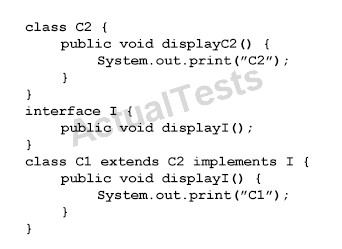 class C2 {
    public void displayC2() {
        System.out.print("C2");
    }
}
interface I {
    public void displayI();
}
class C1 extends C2 implements I {
    public void displayI() {
        System.out.print("C1");
    }
}
ActualTests